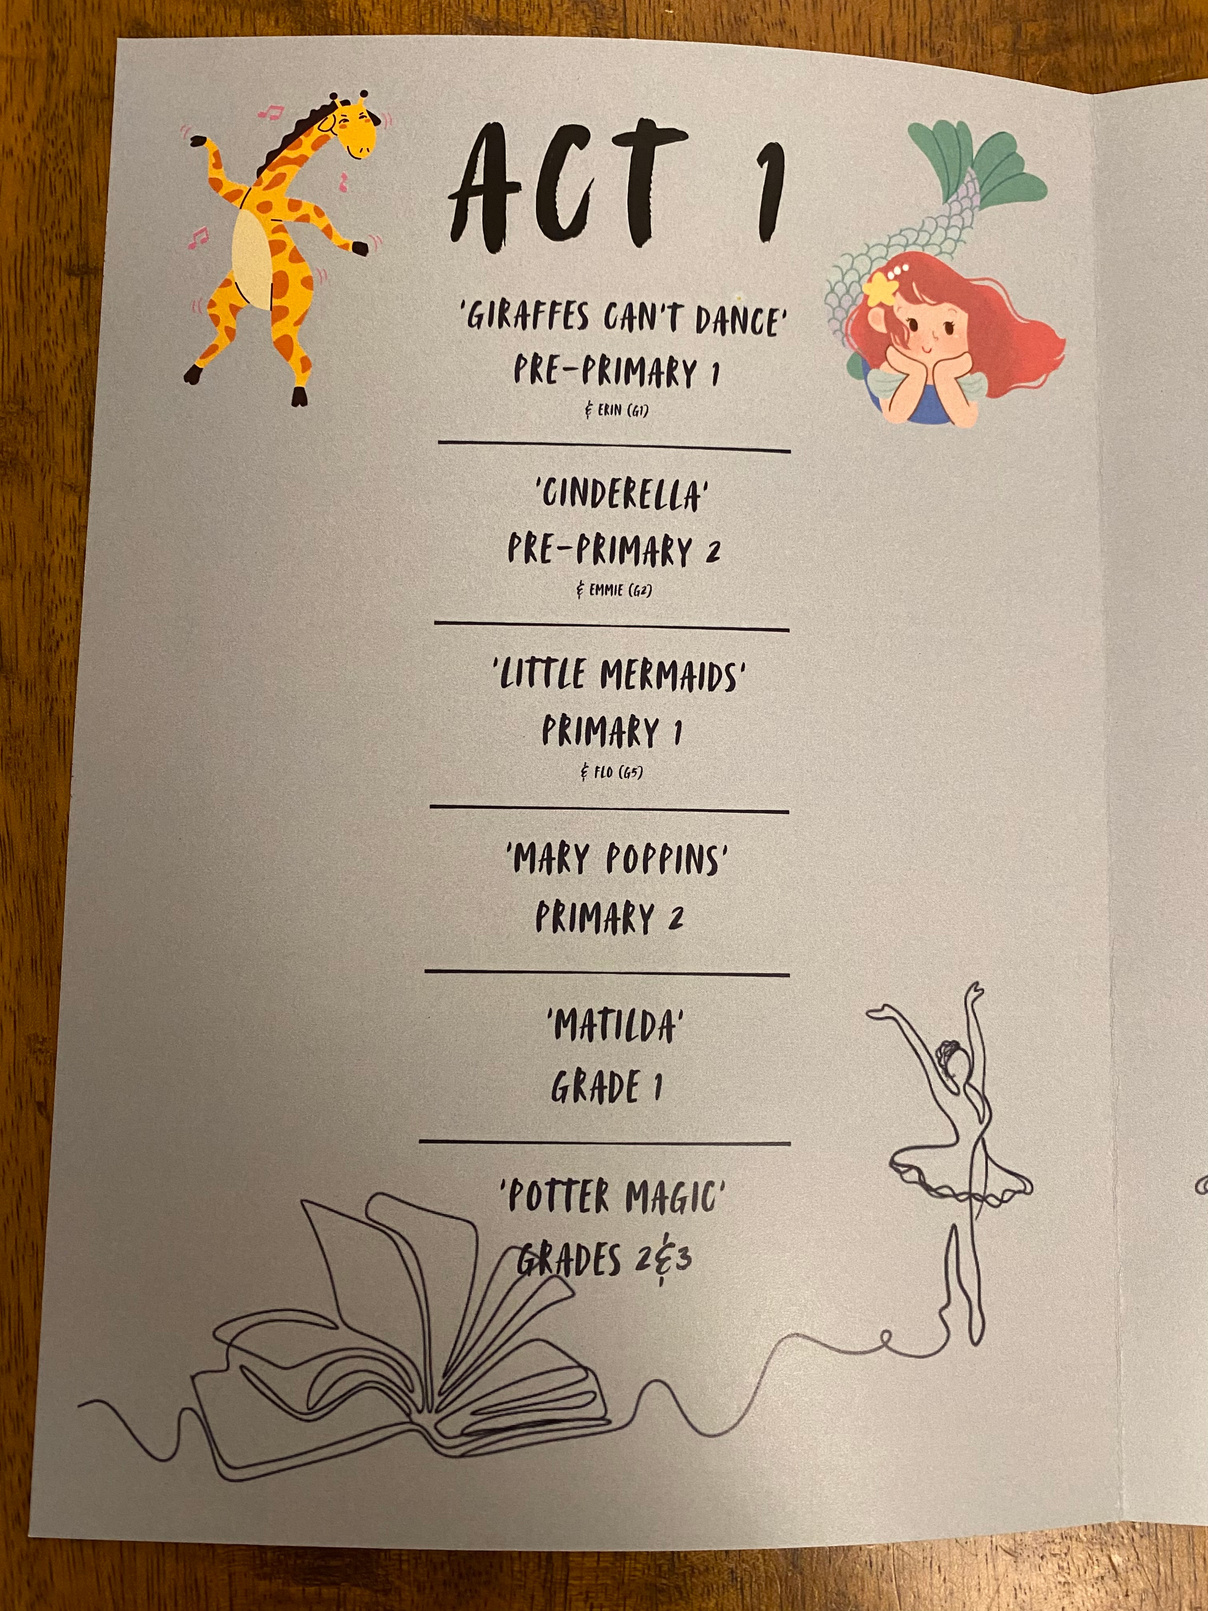 ACT 1
'GIRAFFES CAN'T DANCE'
PRE-PRIMARY 1
& ERIN (G1)
'CINDERELLA'
PRE-PRIMARY 2
& EMMIE (G2)
'LITTLE MERMAIDS'
PRIMARY 1
& FLO (G5)
'MARY POPPINS'
PRIMARY 2
'MATILDA'
GRADE 1
'POTTER MAGIC'
GRADES 2&3